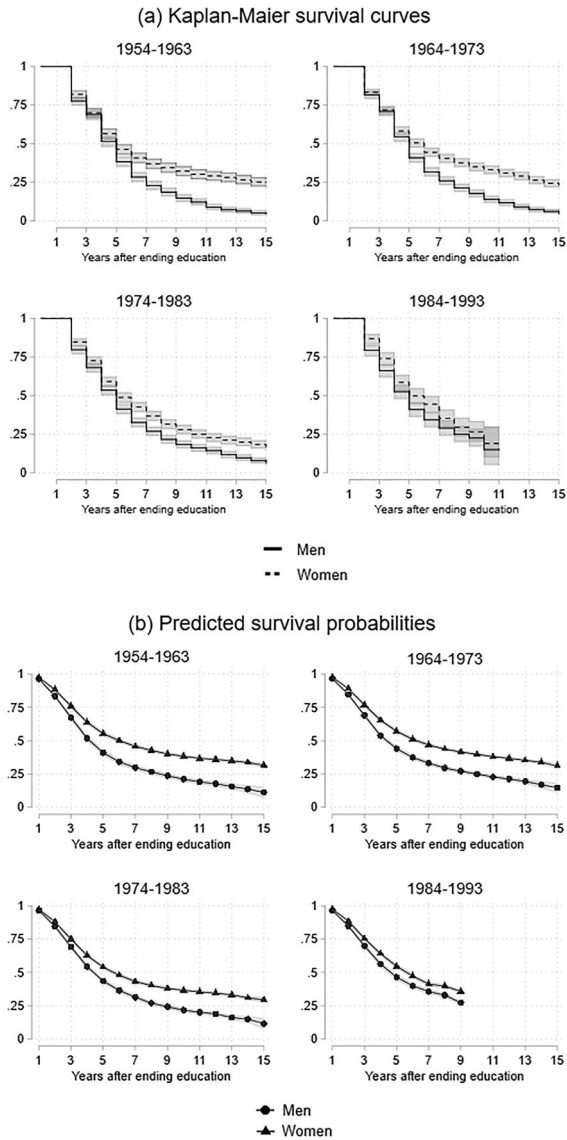 (a) Kaplan-Maier survival curves
1954-1963
1964-1973
1 .75 .5 .25 0
1 3 5 7 9 11 13 15
Years after ending education
1 .75 .5 .25 0
1 3 5 7 9 11 13 15
Years after ending education
1974-1983
1984-1993
1 .75 .5 .25 0
1 3 5 7 9 11 13 15
Years after ending education
1 .75 .5 .25 0
1 3 5 7 9 11 13 15
Years after ending education
Men
Women
(b) Predicted survival probabilities
1954-1963
1964-1973
1 .75 .5 .25 0
1 3 5 7 9 11 13 15
Years after ending education
1 .75 .5 .25 0
1 3 5 7 9 11 13 15
Years after ending education
1974-1983
1984-1993
1 .75 .5 .25 0
1 3 5 7 9 11 13 15
Years after ending education
1 .75 .5 .25 0
1 3 5 7 9 11 13 15
Years after ending education
Men
Women